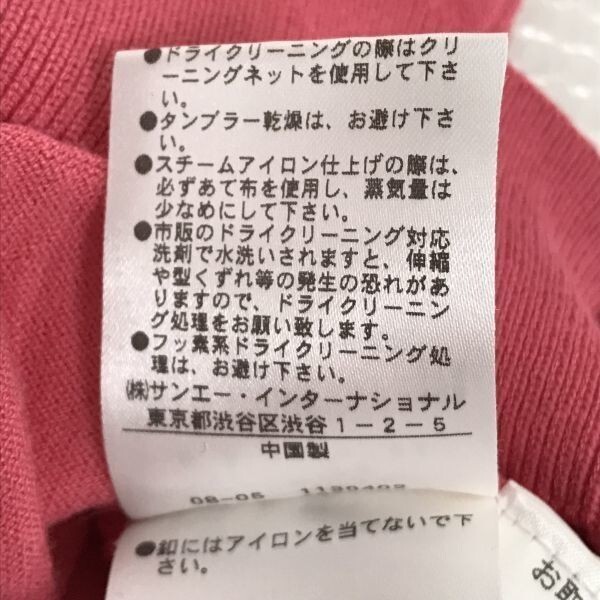 ●ドライクリーニングの際はクリ
ーニングネットを使用して下さ
い。
●タンブラー乾燥は、お避け下さ
い。
●スチームアイロン仕上げの際は、
必ずあて布を使用し、蒸気量は
少なめにして下さい。
●市販のドライクリーニング対応
洗剤で水洗いされますと、伸縮
や型くずれ等の発生の恐れがあ
りますので、ドライクリーニン
グ処理をお願い致します。
●フッ素系ドライクリーニング処
理は、お避け下さい。
㈱サンエー・インターナショナル
東京都渋谷区渋谷1-2-5
中国製
●釦にはアイロンを当てないで下
さい。